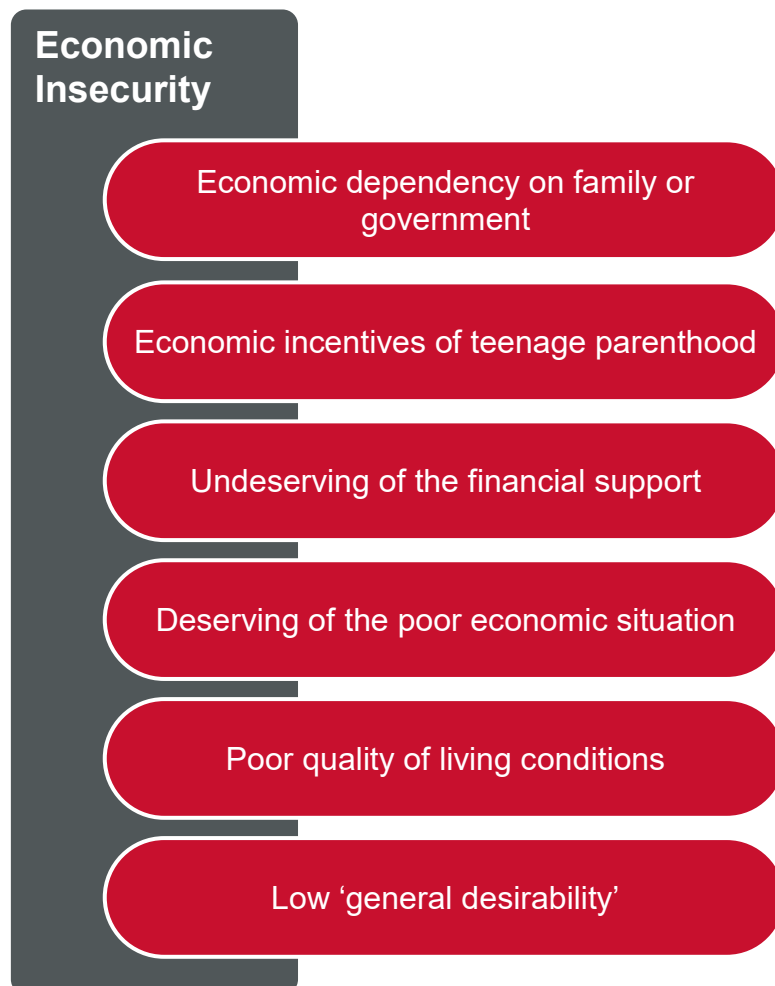 Economic
Insecurity
Economic dependency on family or
government
Economic incentives of teenage parenthood
Undeserving of the financial support
Deserving of the poor economic situation
Poor quality of living conditions
Low ‘general desirability’